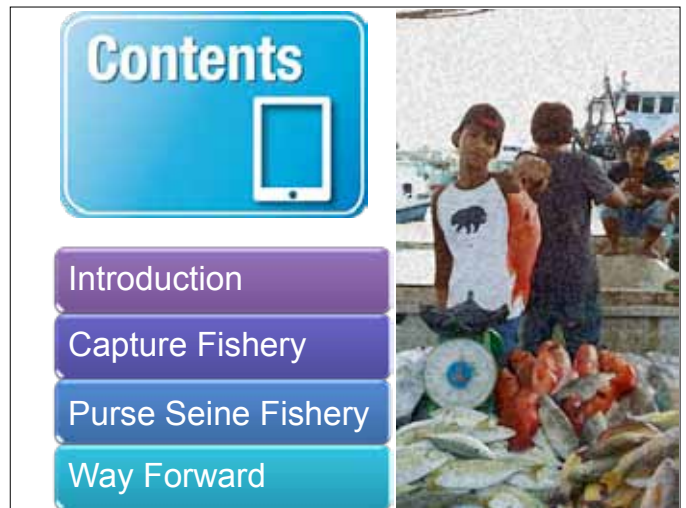 Contents
Introduction
Capture Fishery
Purse Seine Fishery
Way Forward